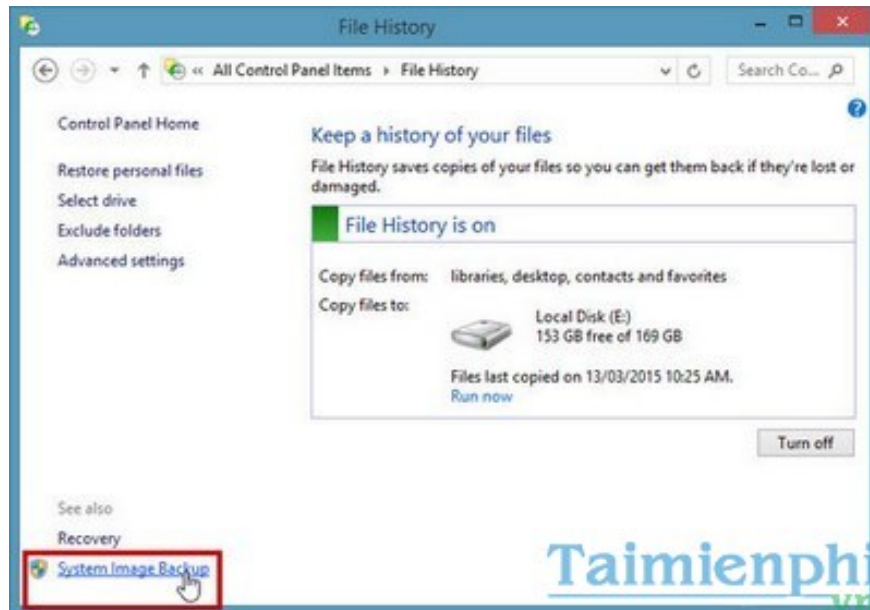 File History
« All Control Panel Items ▸ File History
Search Co...
Control Panel Home
Restore personal files
Select drive
Exclude folders
Advanced settings
Keep a history of your files
File History saves copies of your files so you can get them back if they're lost or
damaged.
File History is on
Copy files from: libraries, desktop, contacts and favorites
Copy files to:
Local Disk (E:)
153 GB free of 169 GB
Files last copied on 13/03/2015 10:25 AM.
Run now
Turn off
See also
Recovery
System Image Backup
Taimienphi
.vn